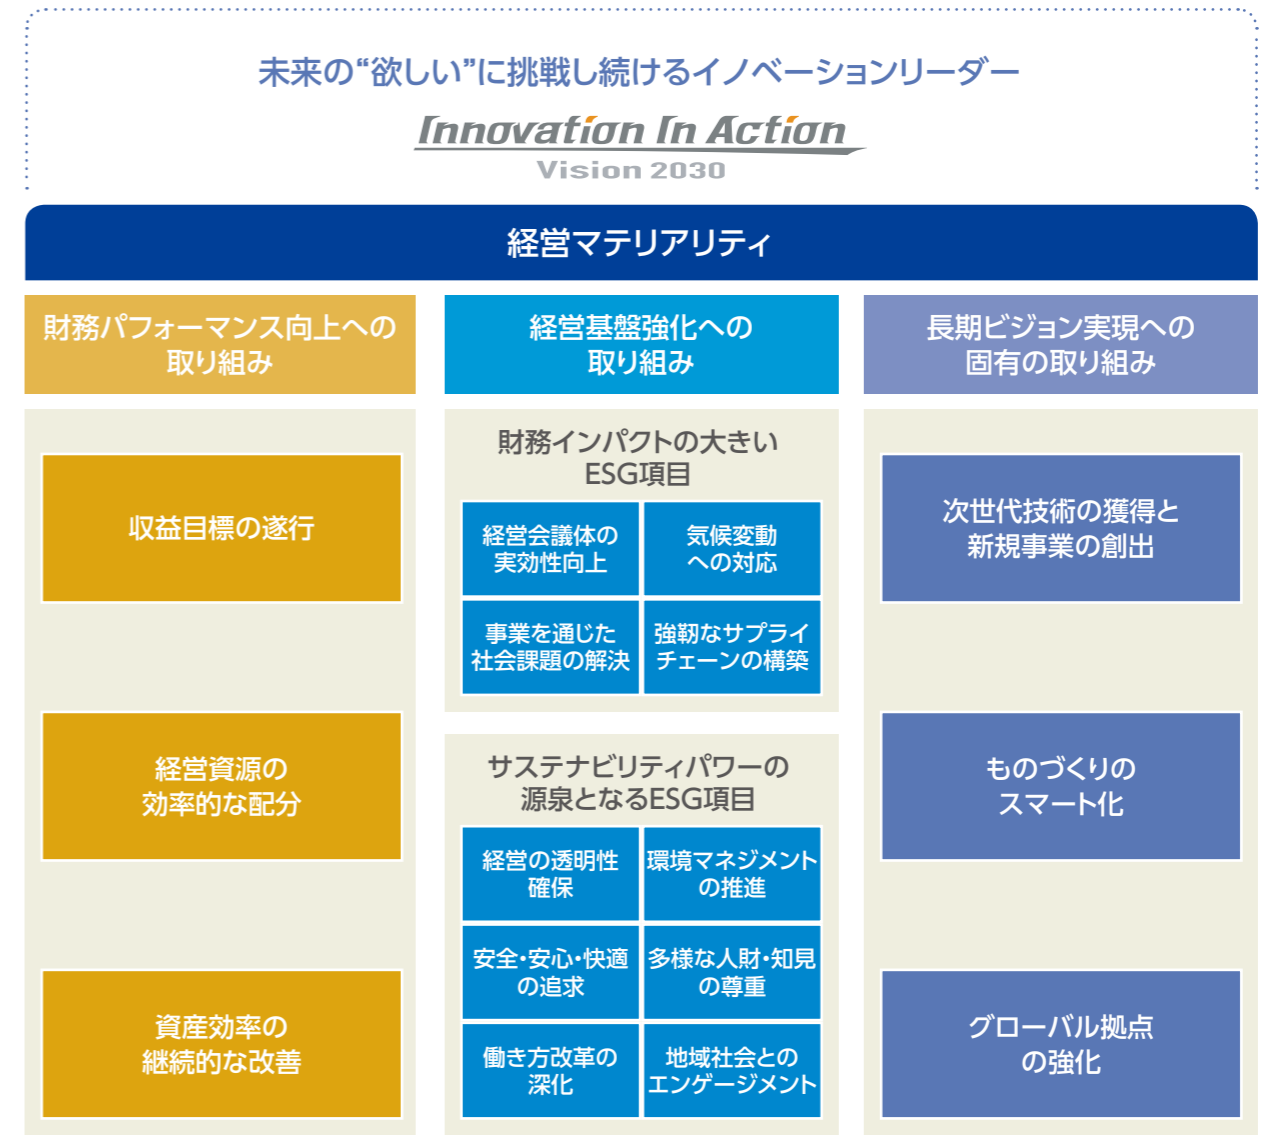 未来の“欲しい”に挑戦し続けるイノベーションリーダー
Innovation In Action
Vision 2030
経営マテリアリティ
財務パフォーマンス向上への
取り組み
収益目標の遂行
経営資源の
効率的な配分
資産効率の
継続的な改善
経営基盤強化への
取り組み
財務インパクトの大きい
ESG項目
経営会議体の
実効性向上
気候変動
への対応
事業を通じた
社会課題の解決
強靭なサプライ
チェーンの構築
サステナビリティパワーの
源泉となるESG項目
経営の透明性
確保
環境マネジメント
の推進
安全・安心・快適
の追求
多様な人財・知見
の尊重
働き方改革の
深化
地域社会との
エンゲージメント
長期ビジョン実現への
固有の取り組み
次世代技術の獲得と
新規事業の創出
ものづくりの
スマート化
グローバル拠点
の強化